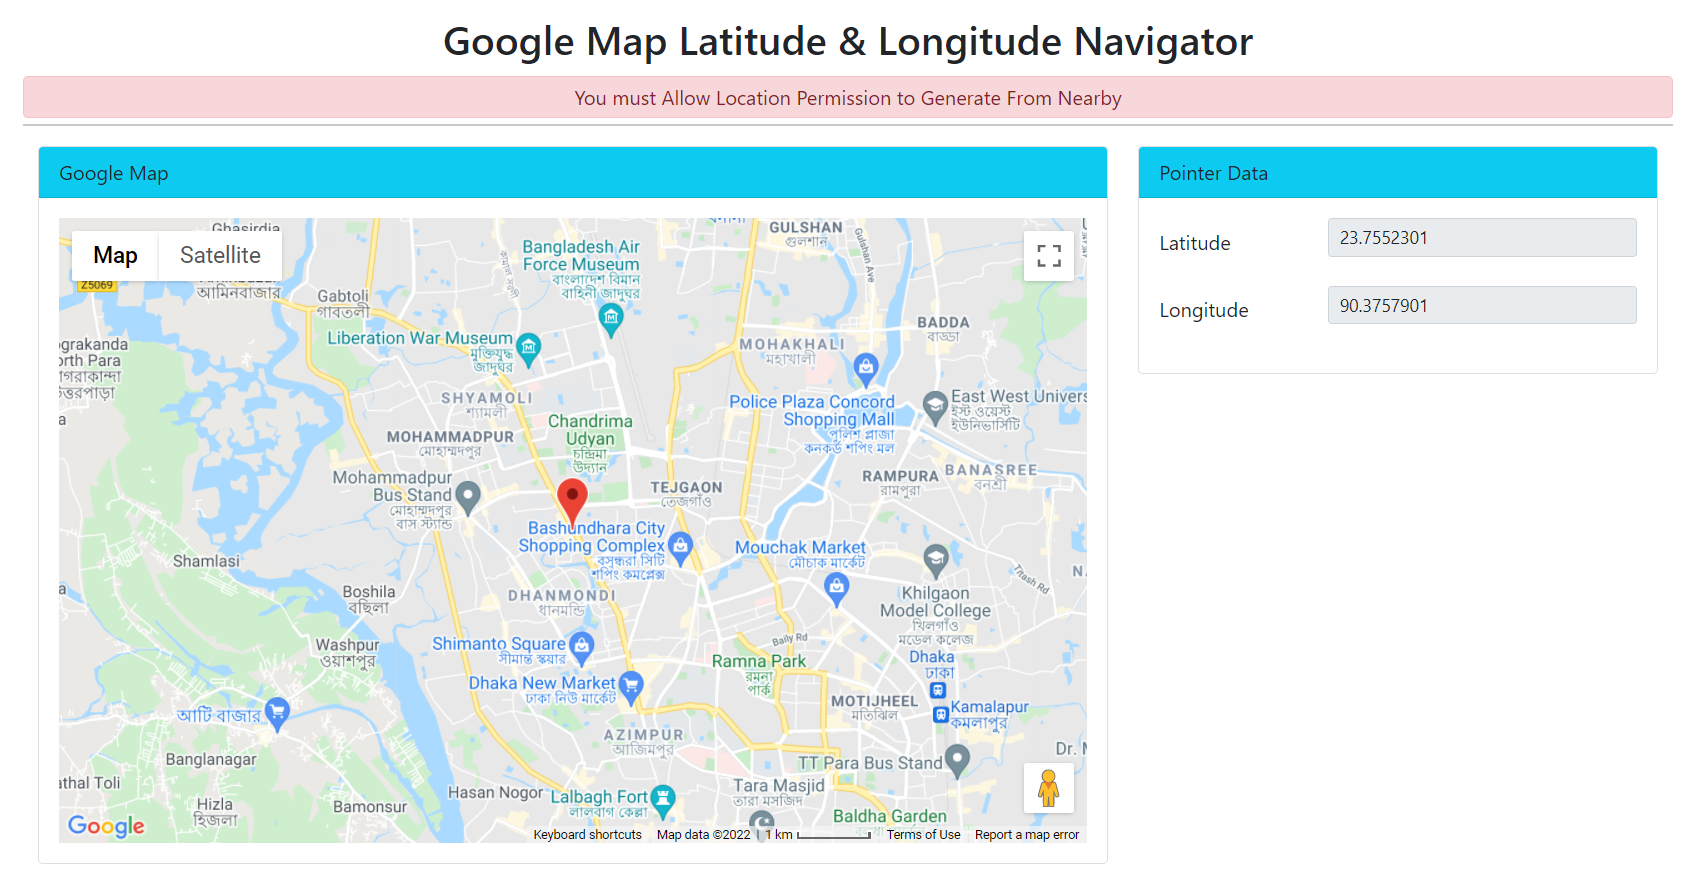 Google Map Latitude & Longitude Navigator
You must Allow Location Permission to Generate From Nearby
Google Map
Pointer Data
Latitude
23.7552301
Longitude
90.3757901
Map
Satellite
Ghasirdia
Z5069
আমিনবাজার
Gabtoli
গাবতলী
Bangladesh Air
Force Museum
বাংলাদেশ বিমান
বাহিনী জাদুঘর
GULSHAN
গুলশান
Gulshan Ave
BADDA
বাড্ডা
Liberation War Museum
মুক্তিযুদ্ধ
জাদুঘর
MOHAKHALI
মহাখালী
ograkanda
orth Para
SHYAMOLI
শ্যামলী
Police Plaza Concord
Shopping Mall
পুলিশ প্লাজা
কনকর্ড শপিং মল
East West Univers
ইস্ট ওয়েস্ট
ইউনিভার্সিটি
Chandrima
Udyan
চন্দ্রিমা
উদ্যান
MOHAMMADPUR
মোহাম্মদপুর
Mohammadpur
Bus Stand
মোহাম্মদপুর
বাস স্ট্যান্ড
TEJGAON
তেজগাঁও
RAMPURA
রামপুরা
BANASREE
বনশ্রী
Bashundhara City
Shopping Complex
বসুন্ধরা সিটি
শপিং কমপ্লেক্স
Mouchak Market
মৌচাক মার্কেট
Shamlasi
Boshila
বছিলা
DHANMONDI
ধানমন্ডি
Khilgaon
Model College
খিলগাঁও
মডেল কলেজ
Trash Rd
Washpur
ওয়াশপুর
Shimanto Square
সীমান্ত স্কয়ার
Baily Rd
Ramna Park
রমনা
পার্ক
Dhaka
ঢাকা
Dhaka New Market
ঢাকা নিউ মার্কেট
MOTIJHEEL
মতিঝিল
Kamalapur
কমলাপুর
আটি বাজার
AZIMPUR
আজিমপুর
Banglanagar
TT Para Bus Stand
Dr. M
athal Toli
Hizla
হিজলা
Bamonsur
Hasan Nogor
Lalbagh Fort
লালবাগ কেল্লা
Tara Masjid
তারা মসজিদ
Baldha Garden
Google
Keyboard shortcuts
Map data ©2022
1 km
Terms of Use
Report a map error